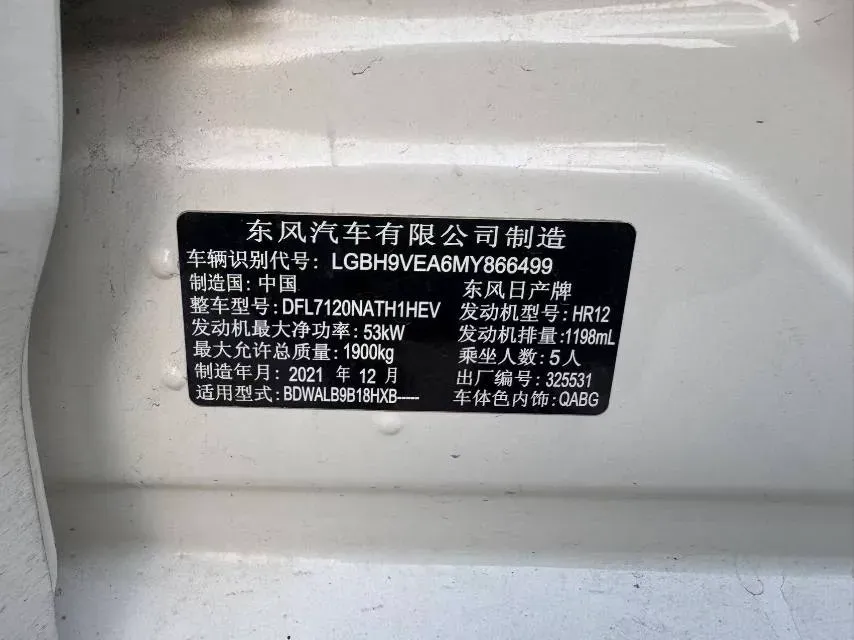 东风汽车有限公司制造
车辆识别代号: LGBH9VEA6MY866499
制造国: 中国 东风日产牌
整车型号: DFL7120NATH1HEV 发动机型号: HR12
发动机最大净功率: 53kW 发动机排量: 1198mL
最大允许总质量: 1900kg 乘坐人数: 5人
制造年月: 2021 年 12 月 出厂编号: 325531
适用型式: BDWALB9B18HXB----- 车体色内饰: QABG